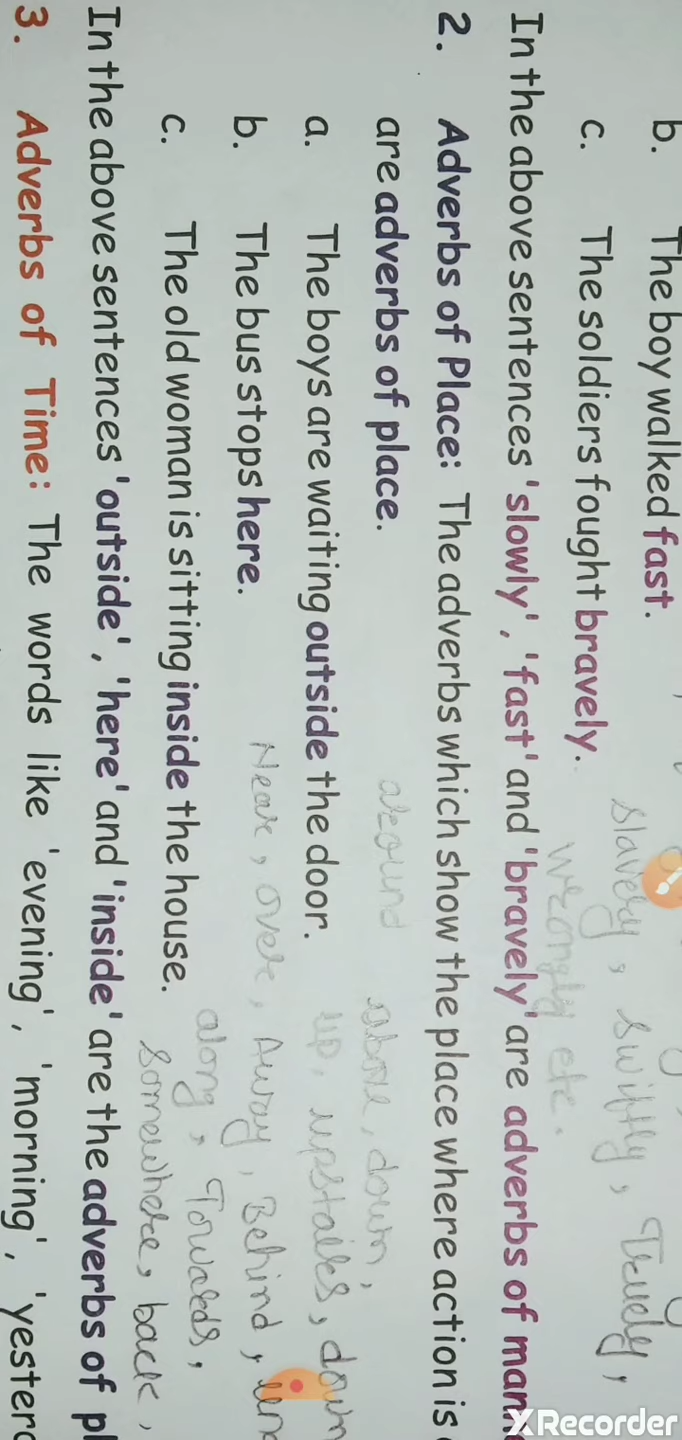 b. The boy walked fast.
c. The soldiers fought bravely.
slavely, swiftly, Truely,
wrongly etc.
In the above sentences 'slowly', 'fast' and 'bravely' are adverbs of mann
2. Adverbs of Place: The adverbs which show the place where action is
are adverbs of place.
around above, down,
a. The boys are waiting outside the door.
up, upstairs, down
b. The bus stops here.
Near, over, Away, Behind, un
c. The old woman is sitting inside the house.
along, Towards,
somewhere, back,
In the above sentences 'outside', 'here' and 'inside' are the adverbs of pl
3. Adverbs of Time: The words like 'evening', 'morning', 'yester
XRecorder